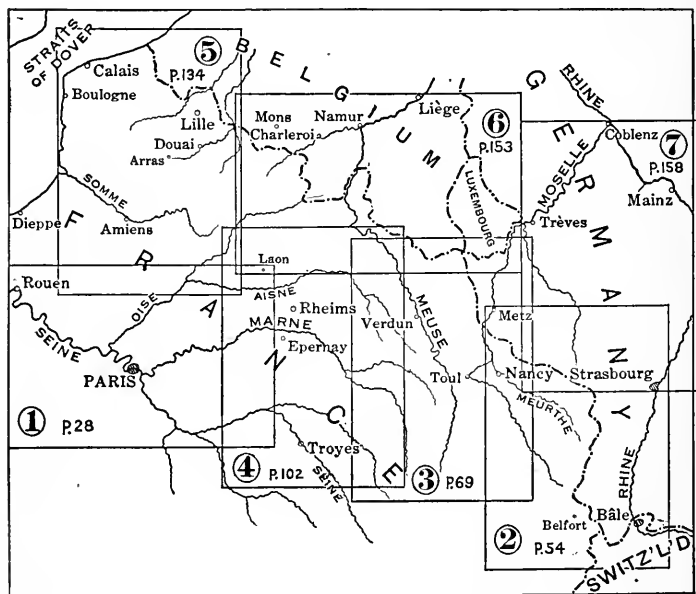 STRAITS
OF DOVER
BELGIUM
GERMANY
FRANCE
SWITZ'L'D
LUXEMBOURG
5
P.134
Calais
Boulogne
Lille
Douai
Arras
SOMME
Dieppe
Amiens
Mons
Charleroi
Namur
Liège
6
P.153
RHINE
Coblenz
7
P.158
MOSELLE
Mainz
Trèves
Rouen
SEINE
OISE
Laon
AISNE
Rheims
MARNE
Epernay
PARIS
Verdun
MEUSE
Metz
Toul
Nancy
Strasbourg
MEURTHE
1
P.28
Troyes
SEINE
4
P.102
3
P.69
RHINE
Belfort
Bâle
2
P.54